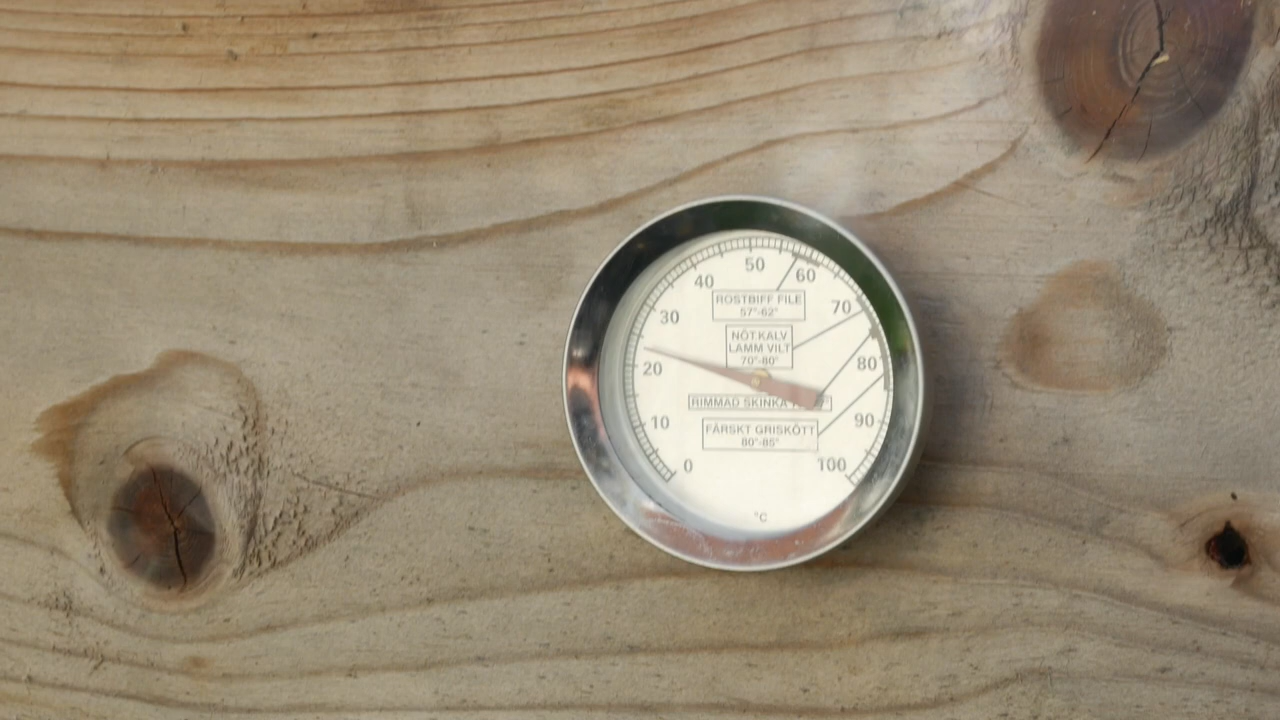 50
40
60
ROSTBIFF FILÉ
57°-62°
30
70
NÖT KALV
LAMM VILT
70°-80°
20
80
RIMMAD SKINKA
10
90
FÄRSKT GRISKÖTT
80°-85°
0
100
°C